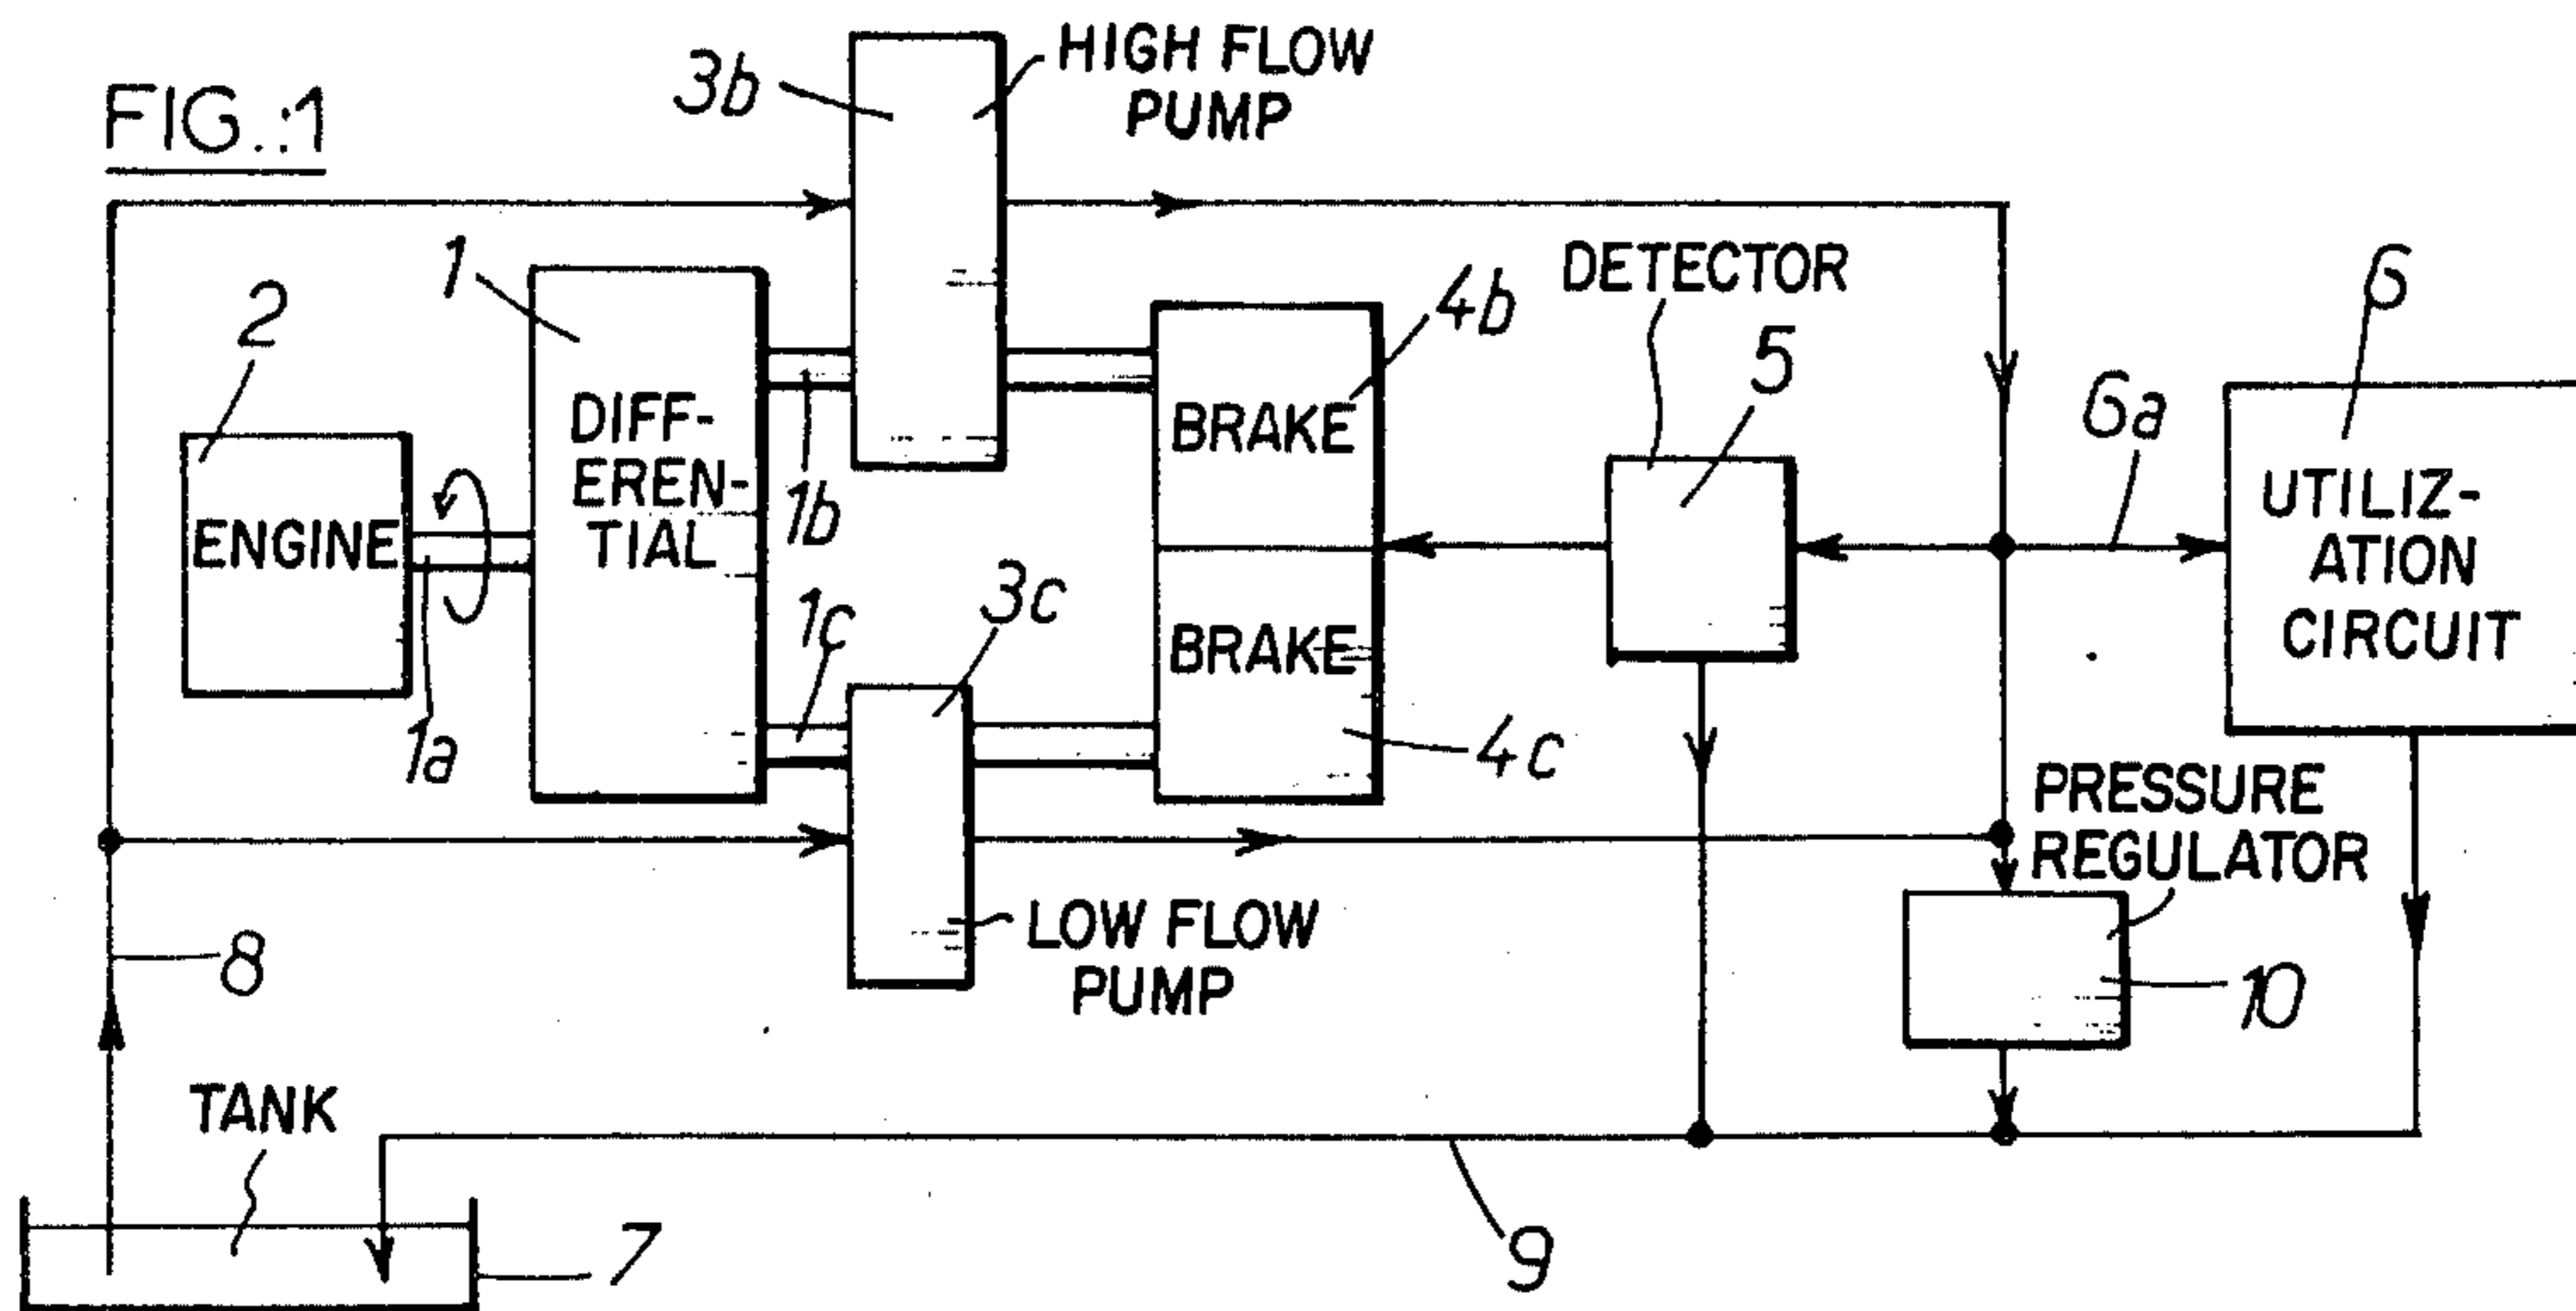 FIG.:1
3b
HIGH FLOW
PUMP
1
2
DETECTOR
4b
5
6
6a
DIFF-
EREN-
TIAL
BRAKE
1b
ENGINE
UTILIZ-
ATION
CIRCUIT
1c
3c
BRAKE
1a
4c
PRESSURE
REGULATOR
LOW FLOW
PUMP
8
10
TANK
7
9